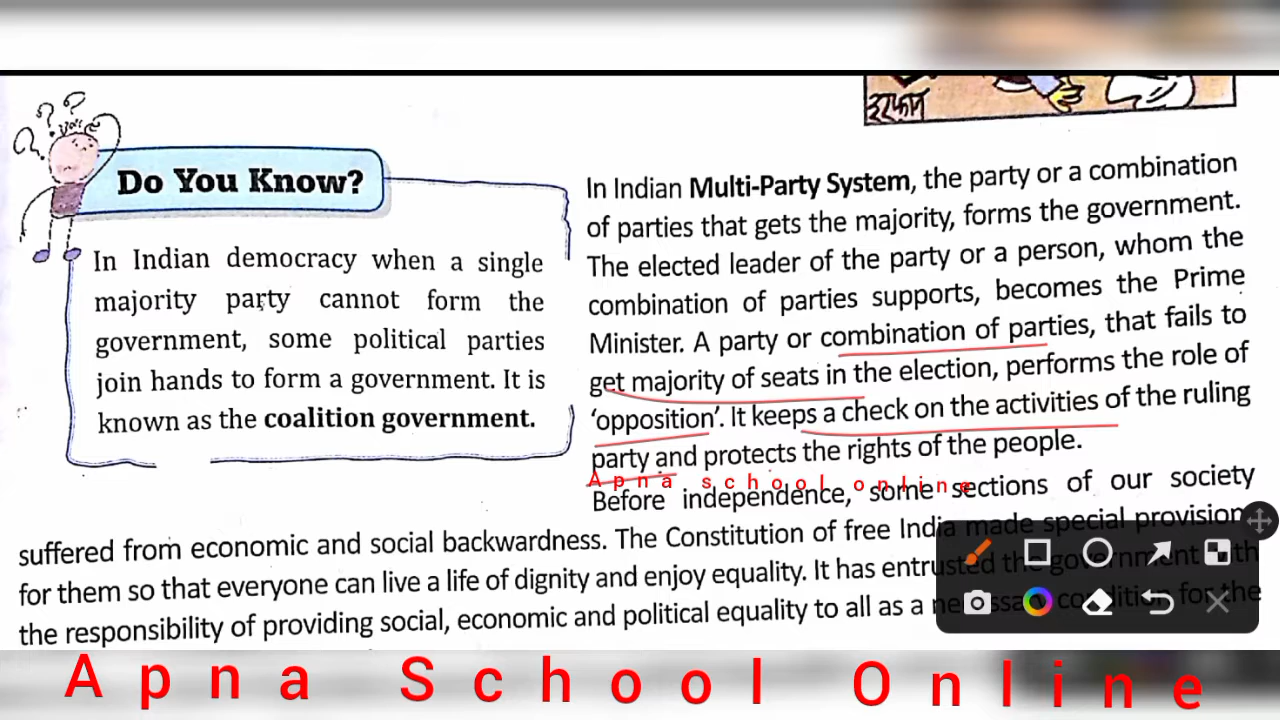 Do You Know?
In Indian democracy when a single
majority party cannot form the
government, some political parties
join hands to form a government. It is
known as the coalition government.
In Indian Multi-Party System, the party or a combination
of parties that gets the majority, forms the government.
The elected leader of the party or a person, whom the
combination of parties supports, becomes the Prime
Minister. A party or combination of parties, that fails to
get majority of seats in the election, performs the role of
‘opposition’. It keeps a check on the activities of the ruling
party and protects the rights of the people.
Apna school online
Before independence, some sections of our society
suffered from economic and social backwardness. The Constitution of free India made special provision
for them so that everyone can live a life of dignity and enjoy equality. It has entrusted the government with
the responsibility of providing social, economic and political equality to all as a necessary condition for the
Apna School Online